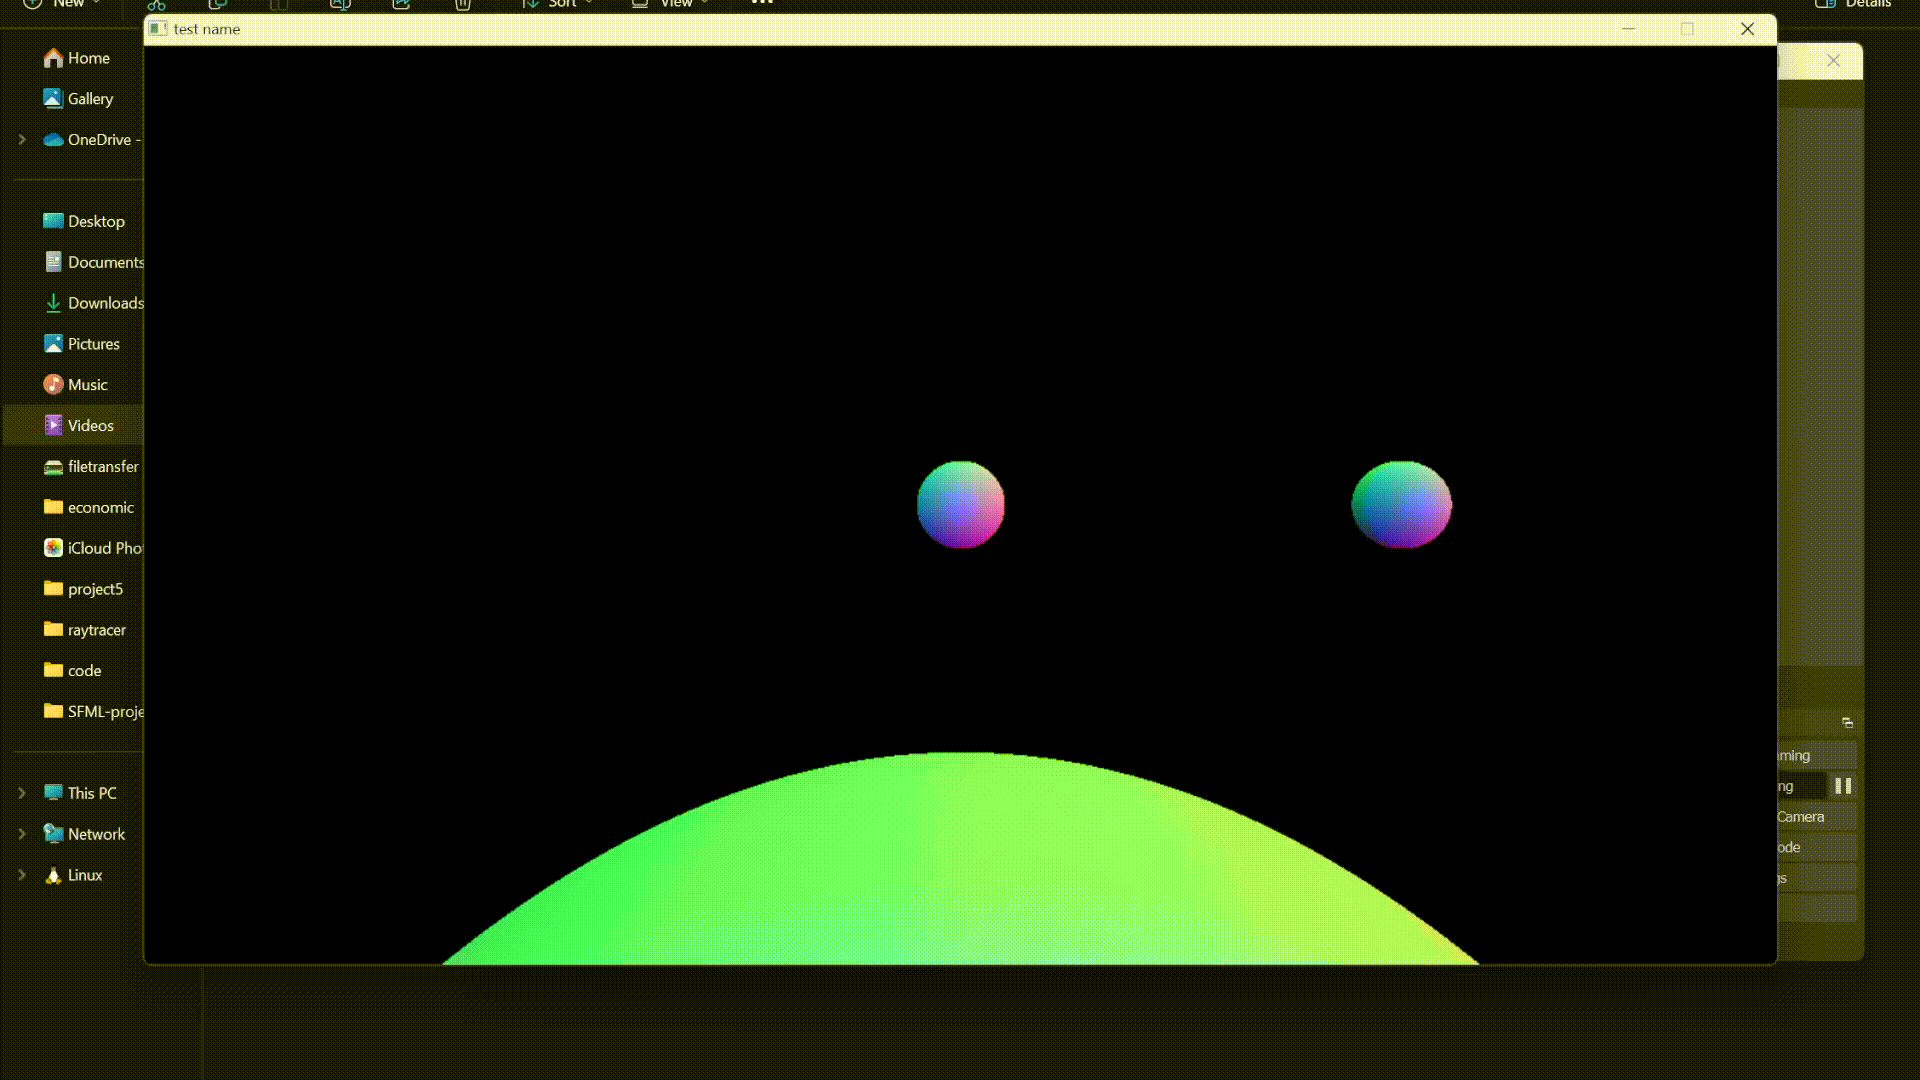 New
Sort
View
Details
test name
Home
Gallery
OneDrive -
Desktop
Documents
Downloads
Pictures
Music
Videos
filetransfer
economic
iCloud Pho
project5
raytracer
code
SFML-proje
This PC
Network
Linux
ming
ng
Camera
ode
gs